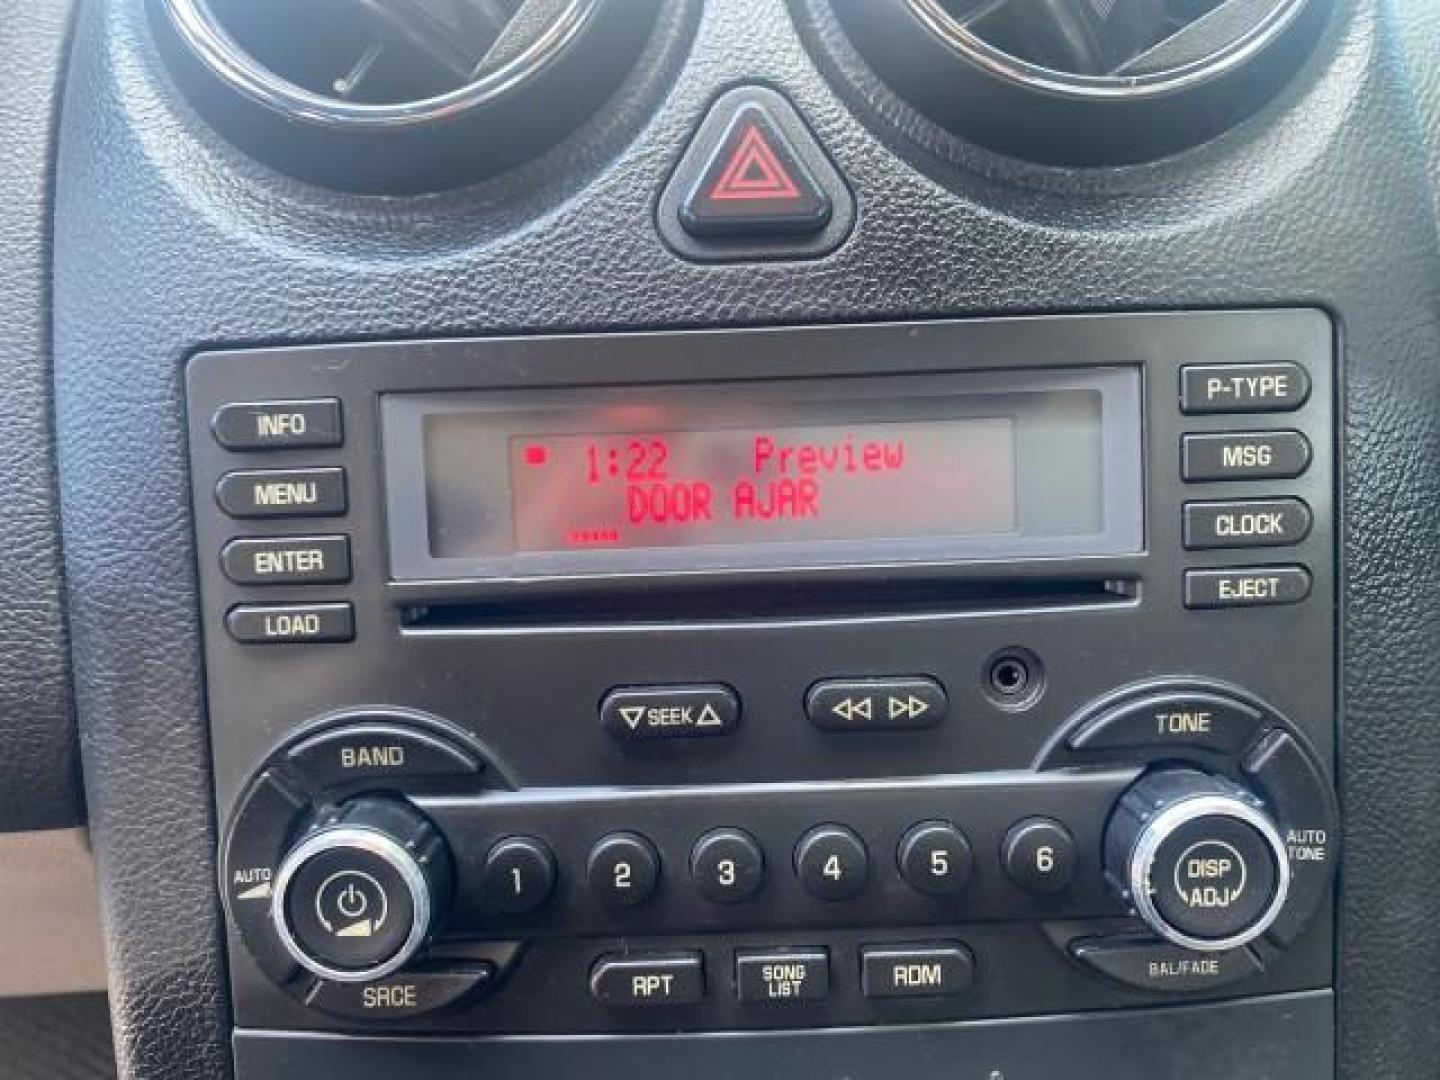 INFO
MENU
ENTER
LOAD
1:22 Preview
DOOR AJAR
P-TYPE
MSG
CLOCK
EJECT
SEEK
BAND
TONE
AUTO
1 2 3 4 5 6
AUTO
TONE
DISP
ADJ
SRCE
RPT
SONG
LIST
RDM
BAL/FADE